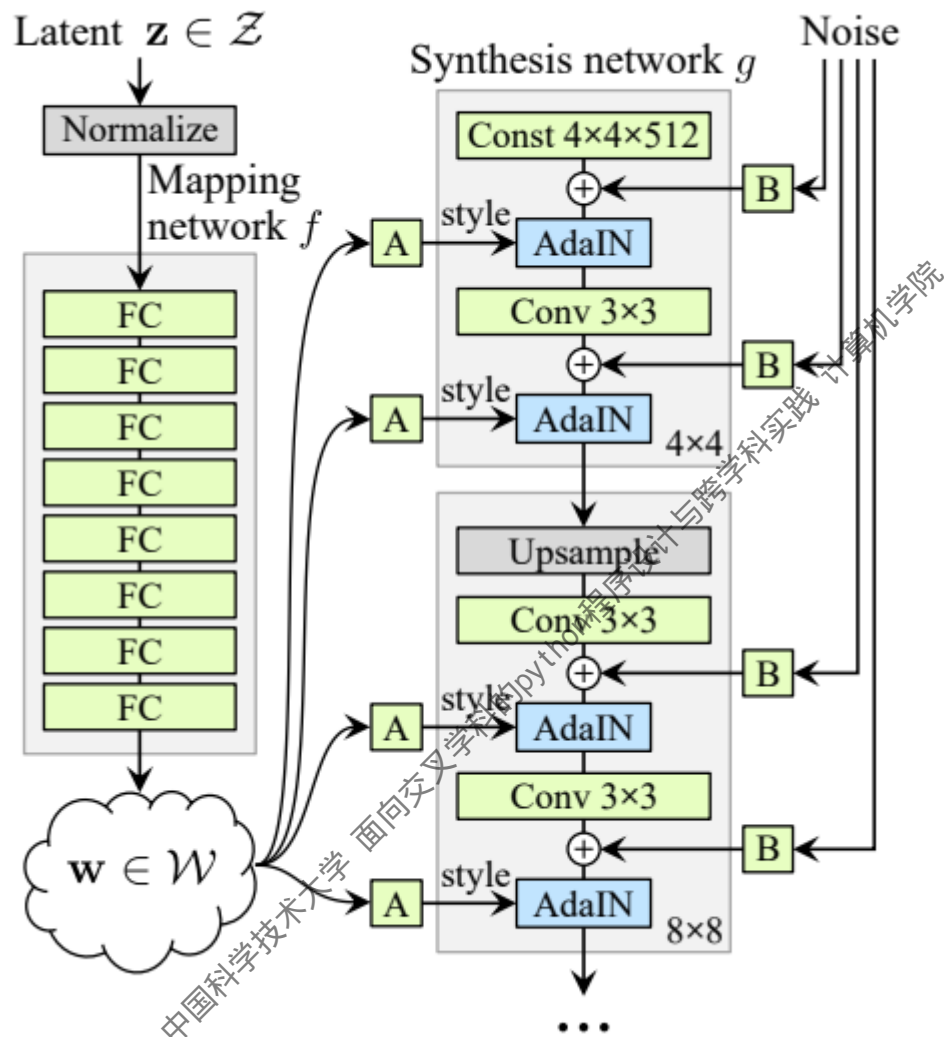 Latent z ∈ 𝒵
Normalize
Mapping
network f
FC
FC
FC
FC
FC
FC
FC
FC
w ∈ 𝒲
Synthesis network g
Noise
Const 4×4×512
B
A
style
AdaIN
Conv 3×3
B
A
style
AdaIN
4×4
Upsample
Conv 3×3
B
A
style
AdaIN
Conv 3×3
B
A
style
AdaIN
8×8
...
中国科学技术大学 面向交叉学科的python程序设计与跨学科实践 计算机学院